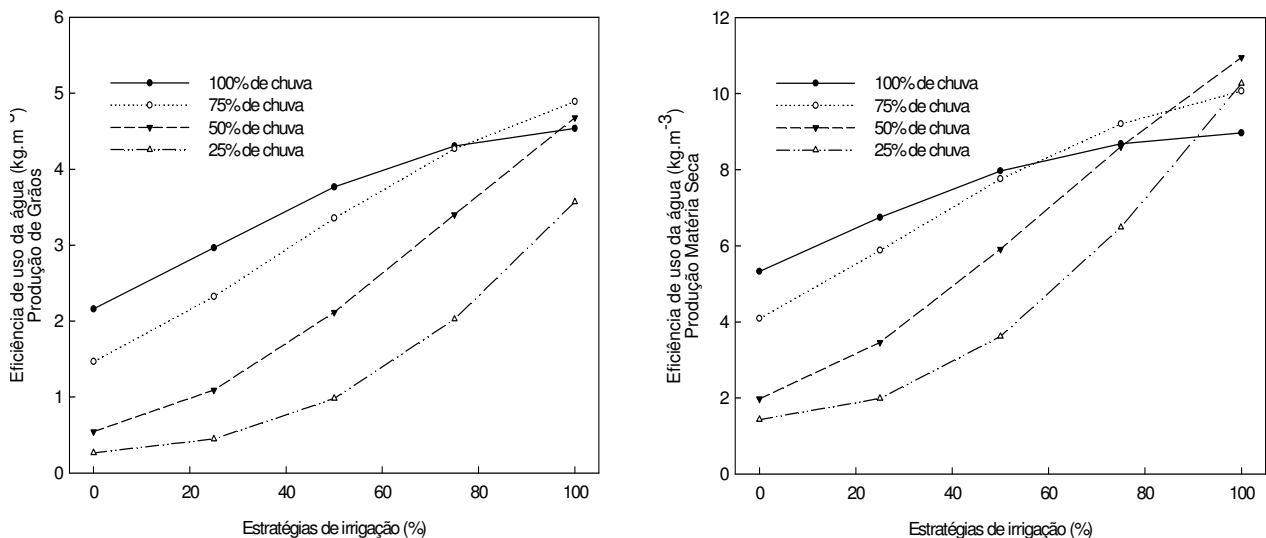 Eficiência de uso da água (kg.m⁻³)
Produção de Grãos
6
5
4
3
2
1
0
100% de chuva
75% de chuva
50% de chuva
25% de chuva
0 20 40 60 80 100
Estratégias de irrigação (%)
Eficiência de uso da água (kg.m⁻³)
Produção Matéria Seca
12
10
8
6
4
2
0
100% de chuva
75% de chuva
50% de chuva
25% de chuva
0 20 40 60 80 100
Estratégias de irrigação (%)